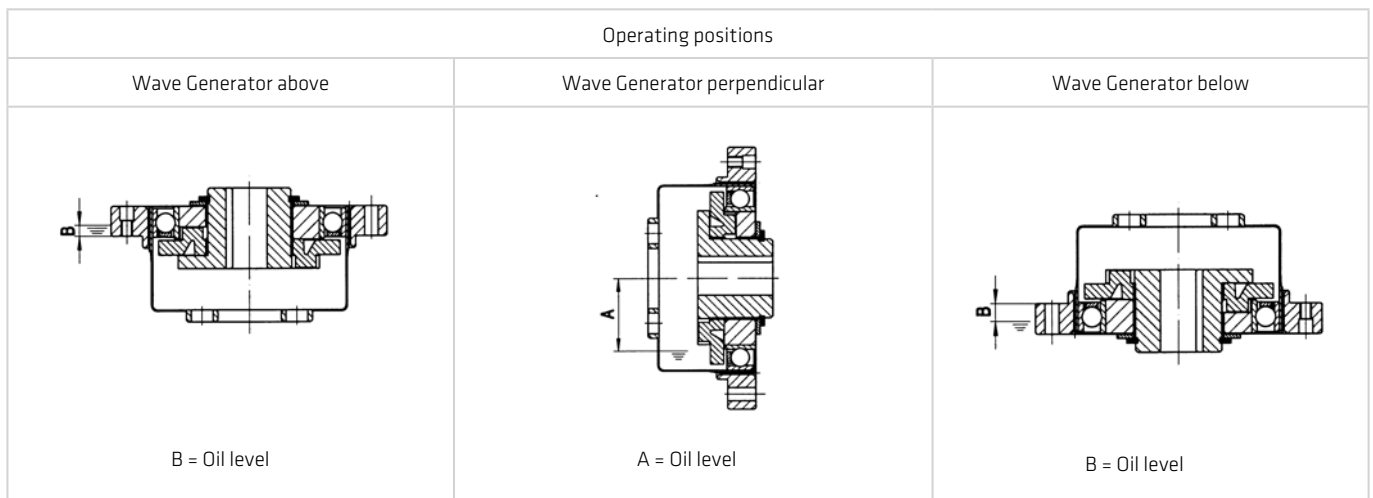 Operating positions
Wave Generator above
Wave Generator perpendicular
Wave Generator below
B
A
B
B = Oil level
A = Oil level
B = Oil level